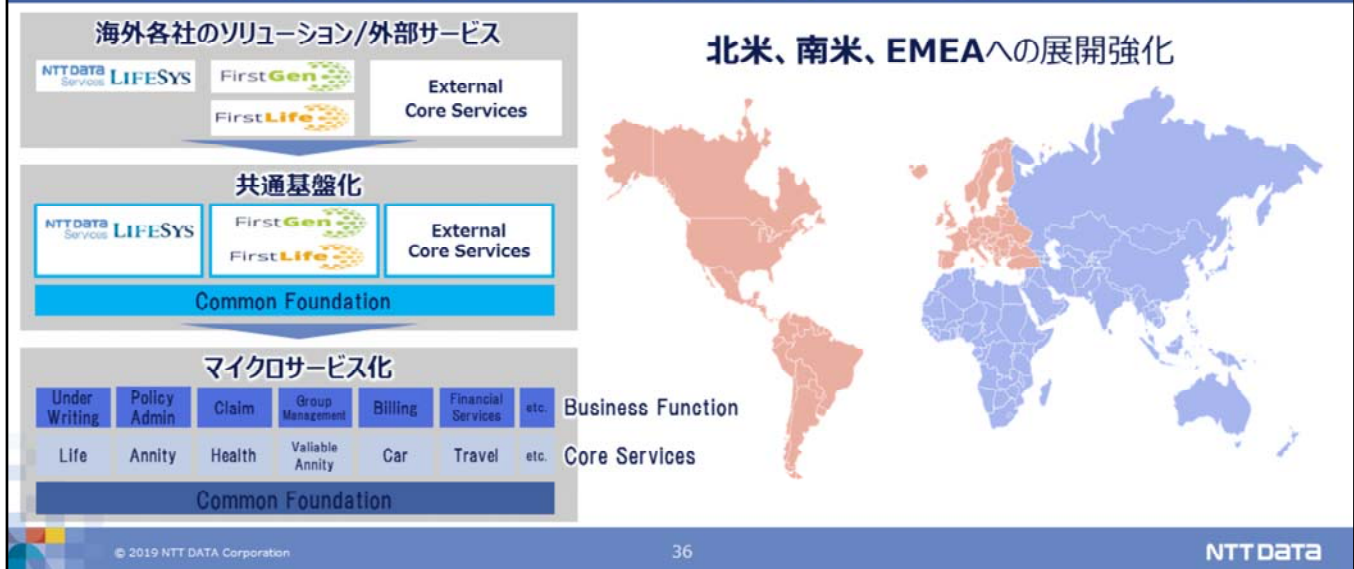 海外各社のソリューション/外部サービス
NTT DATA
Services
LIFESYS
FirstGen
FirstLife
External
Core Services
共通基盤化
NTT DATA
Services
LIFESYS
FirstGen
FirstLife
External
Core Services
Common Foundation
マイクロサービス化
Under
Writing
Policy
Admin
Claim
Group
Management
Billing
Financial
Services
etc.
Business Function
Life
Annity
Health
Valiable
Annity
Car
Travel
etc.
Core Services
Common Foundation
北米、南米、EMEAへの展開強化
© 2019 NTT DATA Corporation
36
NTT DATA